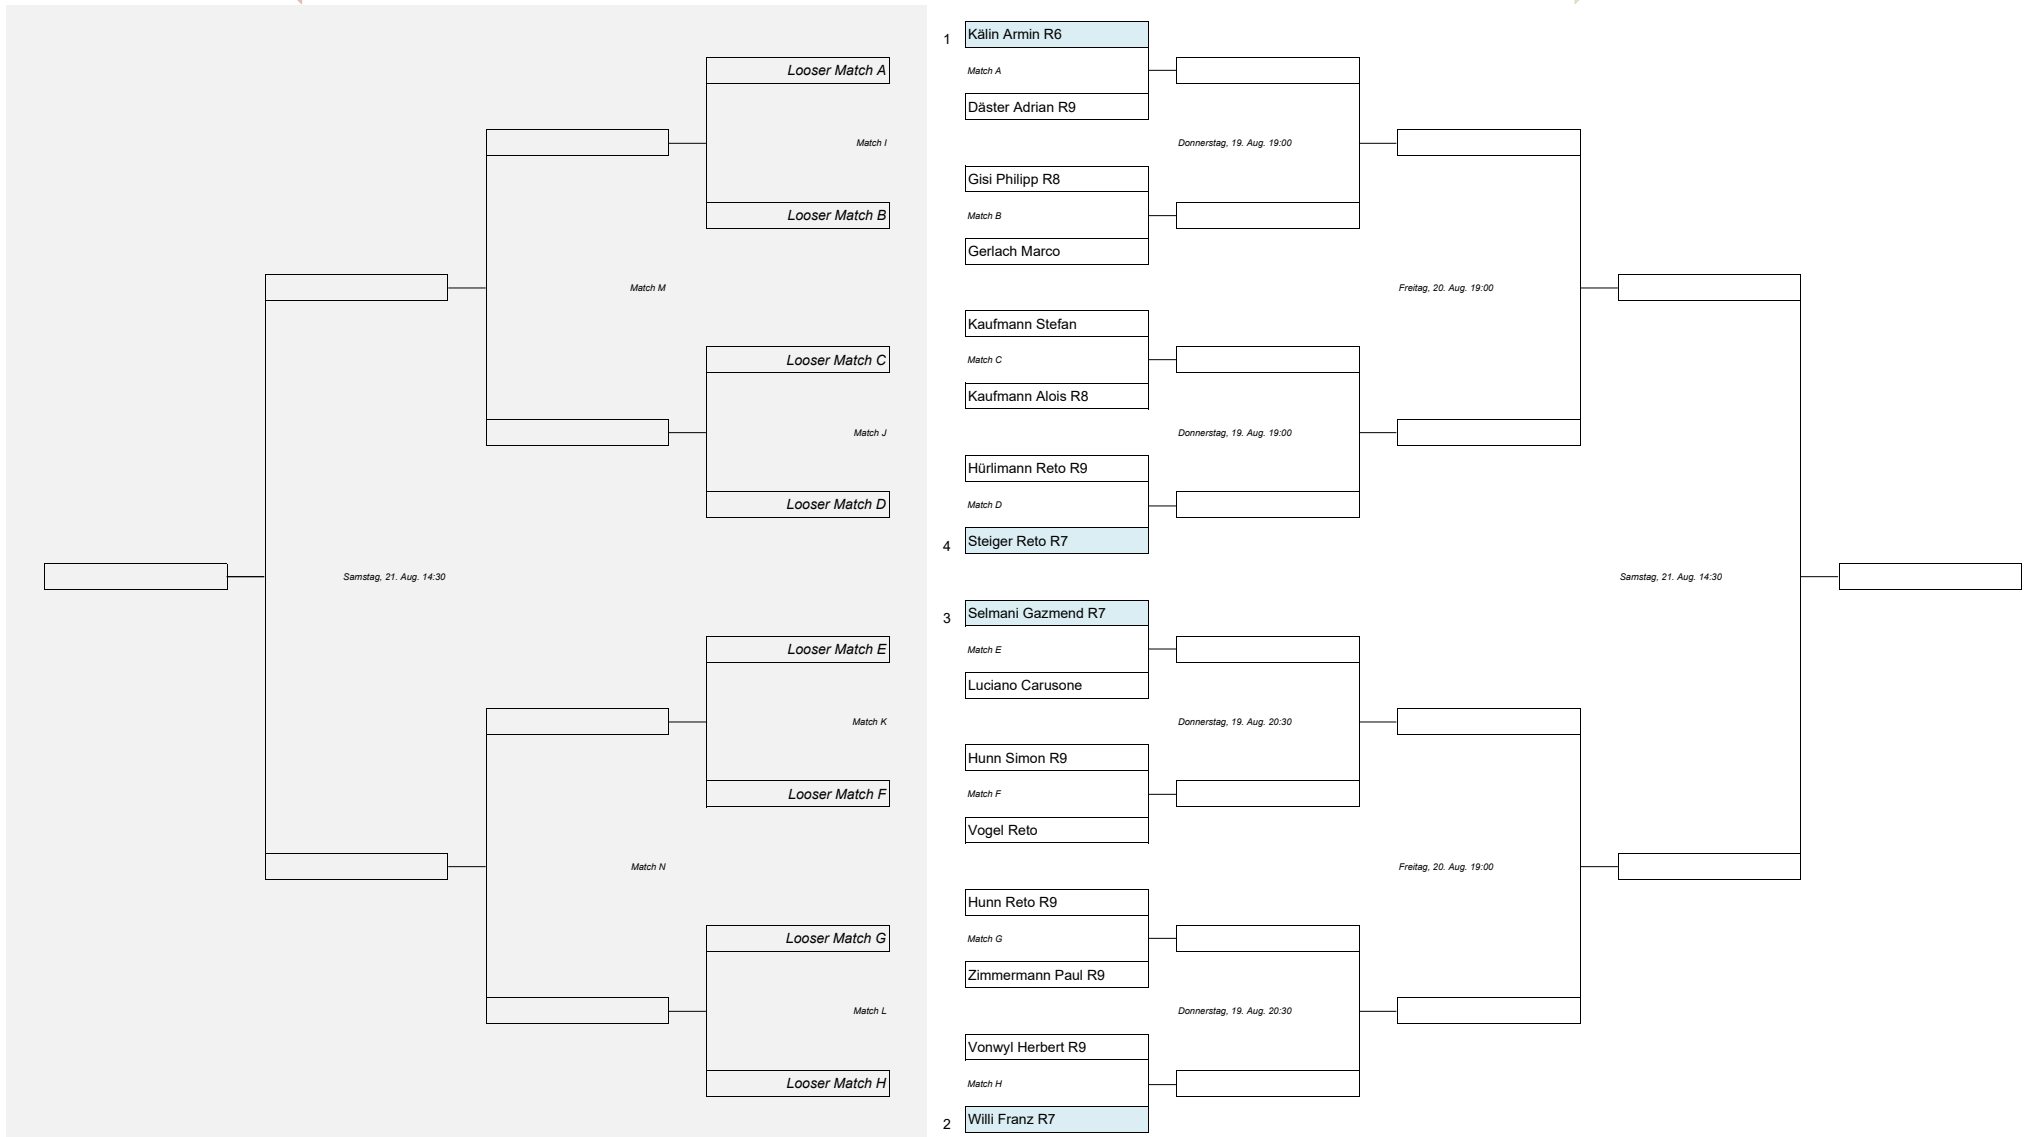 1
Kälin Armin R6
Looser Match A
Match A
Däster Adrian R9
Match I
Donnerstag, 19. Aug. 19:00
Gisi Philipp R8
Looser Match B
Match B
Gerlach Marco
Match M
Freitag, 20. Aug. 19:00
Kaufmann Stefan
Looser Match C
Match C
Kaufmann Alois R8
Match J
Donnerstag, 19. Aug. 19:00
Hürlimann Reto R9
Looser Match D
Match D
4
Steiger Reto R7
Samstag, 21. Aug. 14:30
Samstag, 21. Aug. 14:30
3
Selmani Gazmend R7
Looser Match E
Match E
Luciano Carusone
Match K
Donnerstag, 19. Aug. 20:30
Hunn Simon R9
Looser Match F
Match F
Vogel Reto
Match N
Freitag, 20. Aug. 19:00
Hunn Reto R9
Looser Match G
Match G
Zimmermann Paul R9
Match L
Donnerstag, 19. Aug. 20:30
Vonwyl Herbert R9
Looser Match H
Match H
2
Willi Franz R7